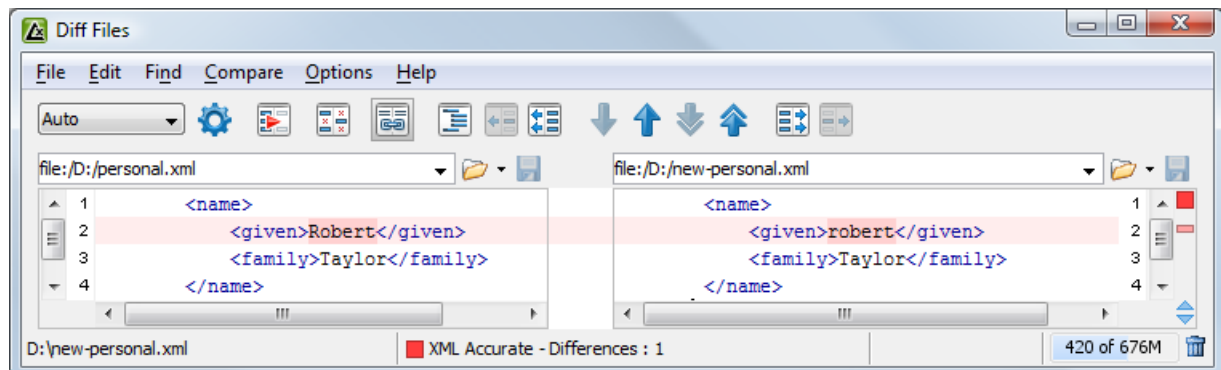 Diff Files
File Edit Find Compare Options Help
Auto
file:/D:/personal.xml
file:/D:/new-personal.xml
1 <name>
2 <given>Robert</given>
3 <family>Taylor</family>
4 </name>
<name> 1
<given>robert</given> 2
<family>Taylor</family> 3
</name> 4
D:\new-personal.xml
XML Accurate - Differences : 1
420 of 676M